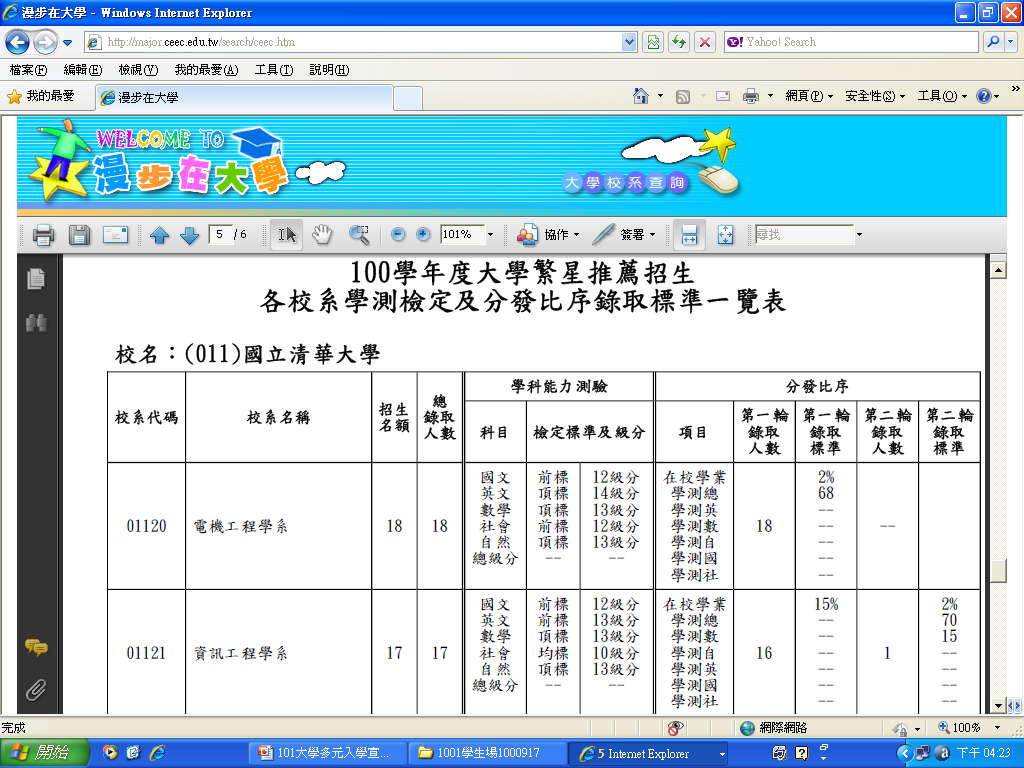 漫步在大學 - Windows Internet Explorer
http://major.ceec.edu.tw/search/ceec.htm
Yahoo! Search
檔案(F) 編輯(E) 檢視(V) 我的最愛(A) 工具(T) 說明(H)
我的最愛 漫步在大學 網頁(P) 安全性(S) 工具(O) »
WELCOME TO
漫步在大學
大學校系查詢
5 / 6 101% 協作 簽署 尋找
100學年度大學繁星推薦招生
各校系學測檢定及分發比序錄取標準一覽表
校名：(011)國立清華大學
校系代碼 校系名稱 招生名額 總錄取人數 學科能力測驗 分發比序
科目 檢定標準及級分 項目 第一輪錄取人數 第一輪錄取標準 第二輪錄取人數 第二輪錄取標準
01120 電機工程學系 18 18
國文 前標 12級分 在校學業 2%
英文 頂標 14級分 學測總 68
數學 頂標 13級分 學測英 --
社會 前標 12級分 學測數 -- 18 --
自然 頂標 13級分 學測自 --
總級分 -- -- 學測國 --
學測社 --
01121 資訊工程學系 17 17
國文 前標 12級分 在校學業 15% 2%
英文 前標 13級分 學測總 -- 70
數學 頂標 13級分 學測數 -- 15
社會 均標 10級分 學測自 16 -- 1 --
自然 頂標 13級分 學測英 -- --
總級分 -- -- 學測國 -- --
學測社 -- --
完成 網際網路 100%
開始 101大學多元入學宣... 1001學生場1000917 5 Internet Explorer 下午 04:23